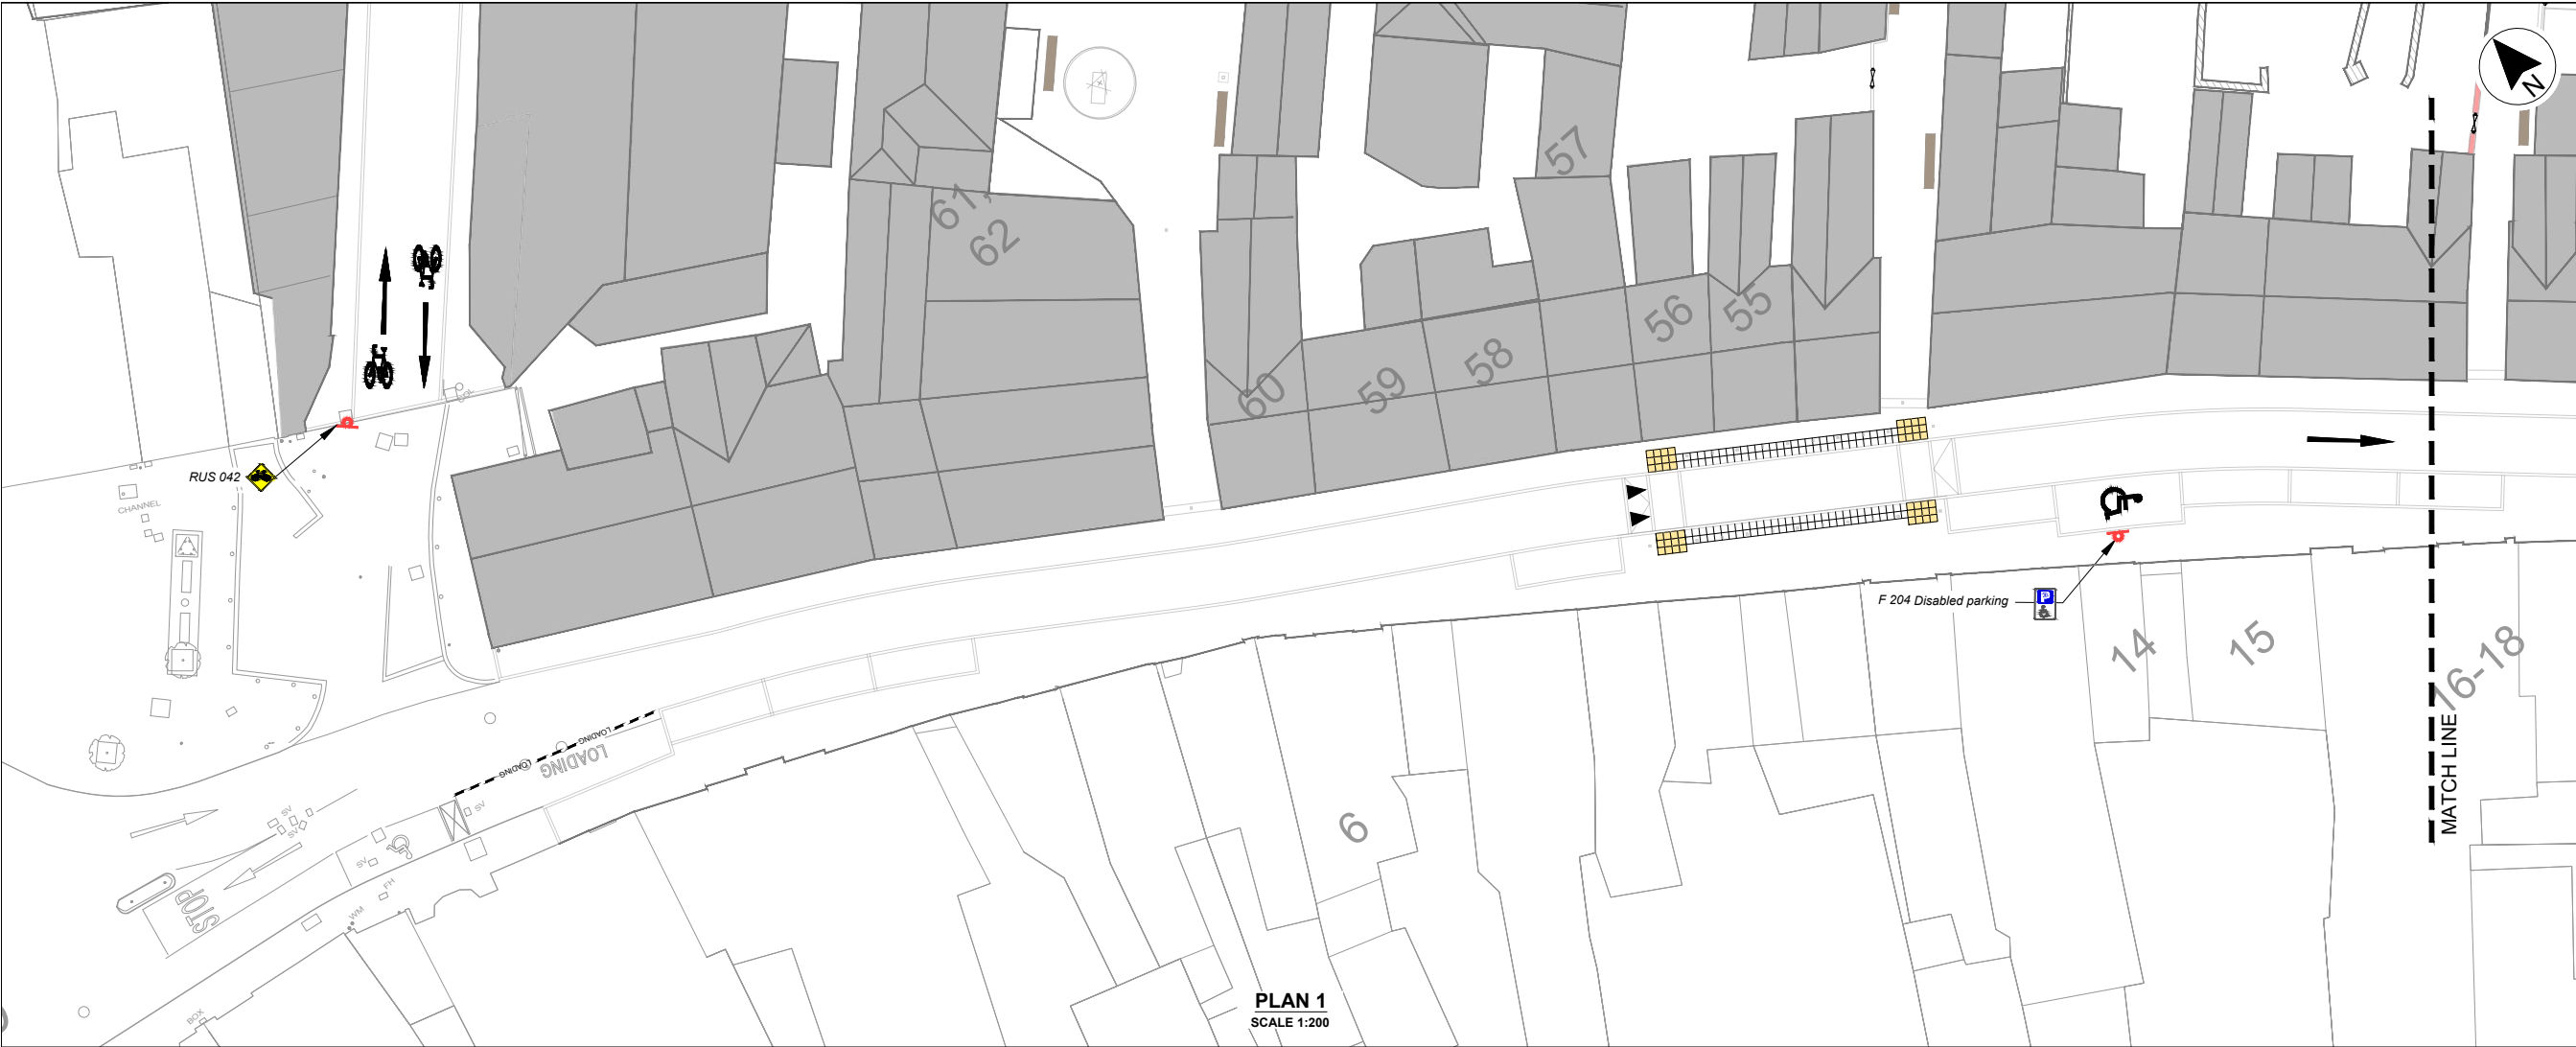 N
57
61,
62
56
55
58
59
60
RUS 042
CHANNEL
F 204 Disabled parking
P
14
15
16-18
MATCH LINE
LOADING
LOADING
LOADING
SV
SV
SV
SV
6
FH
STOP
WM
BOX
PLAN 1
SCALE 1:200